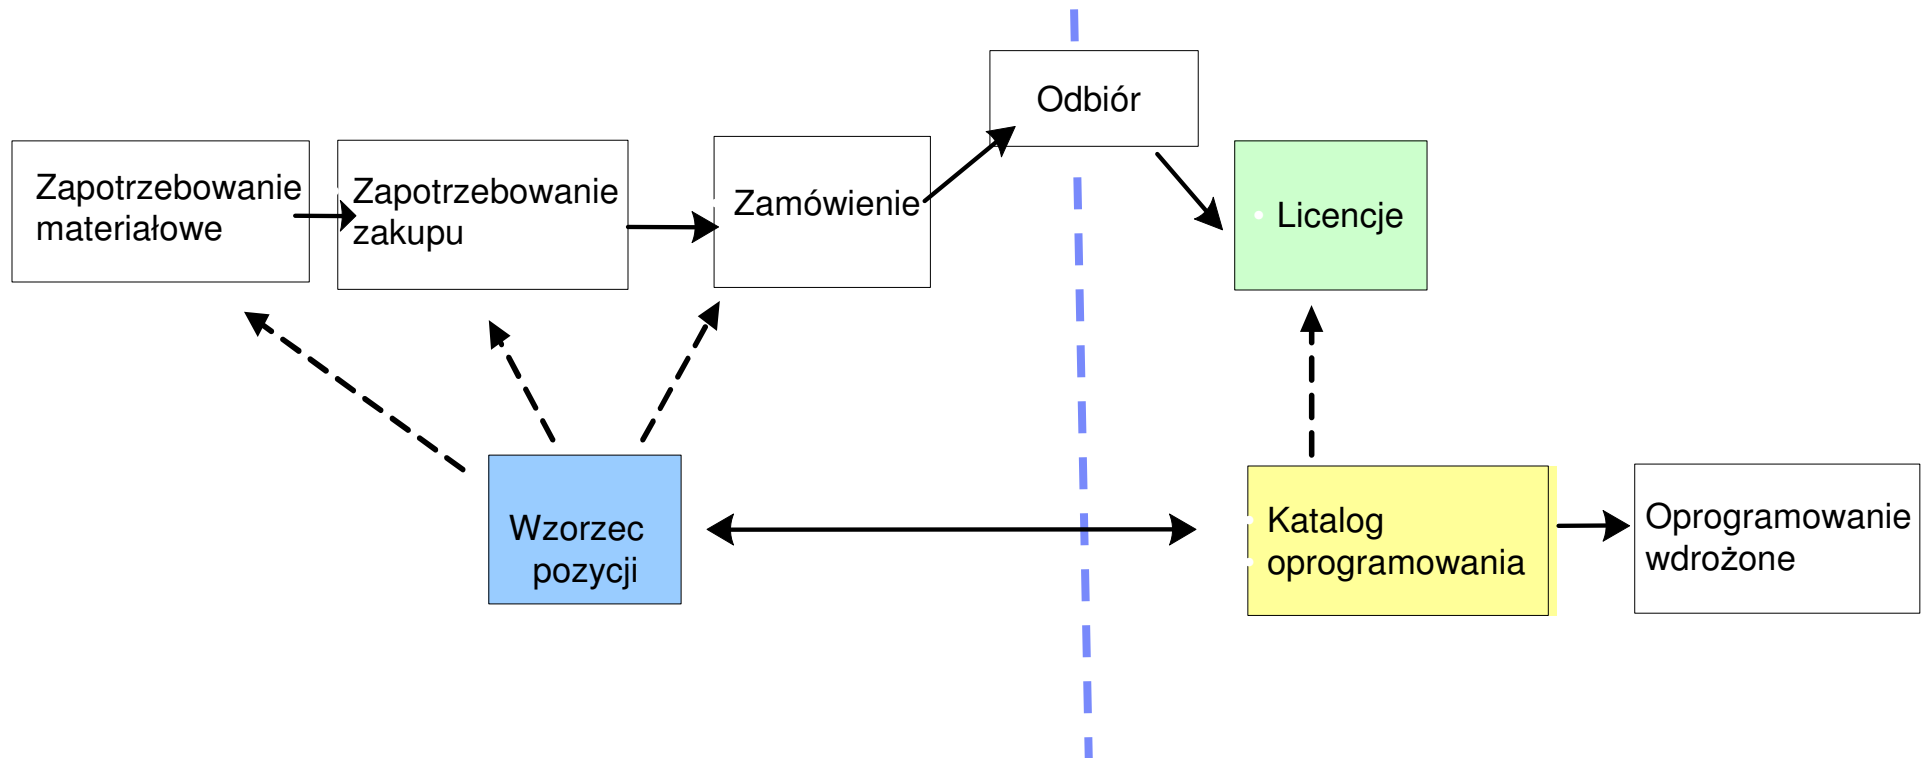 Odbiór
Zapotrzebowanie
materiałowe
Zapotrzebowanie
zakupu
Zamówienie
Licencje
Wzorzec
pozycji
Katalog
oprogramowania
Oprogramowanie
wdrożone